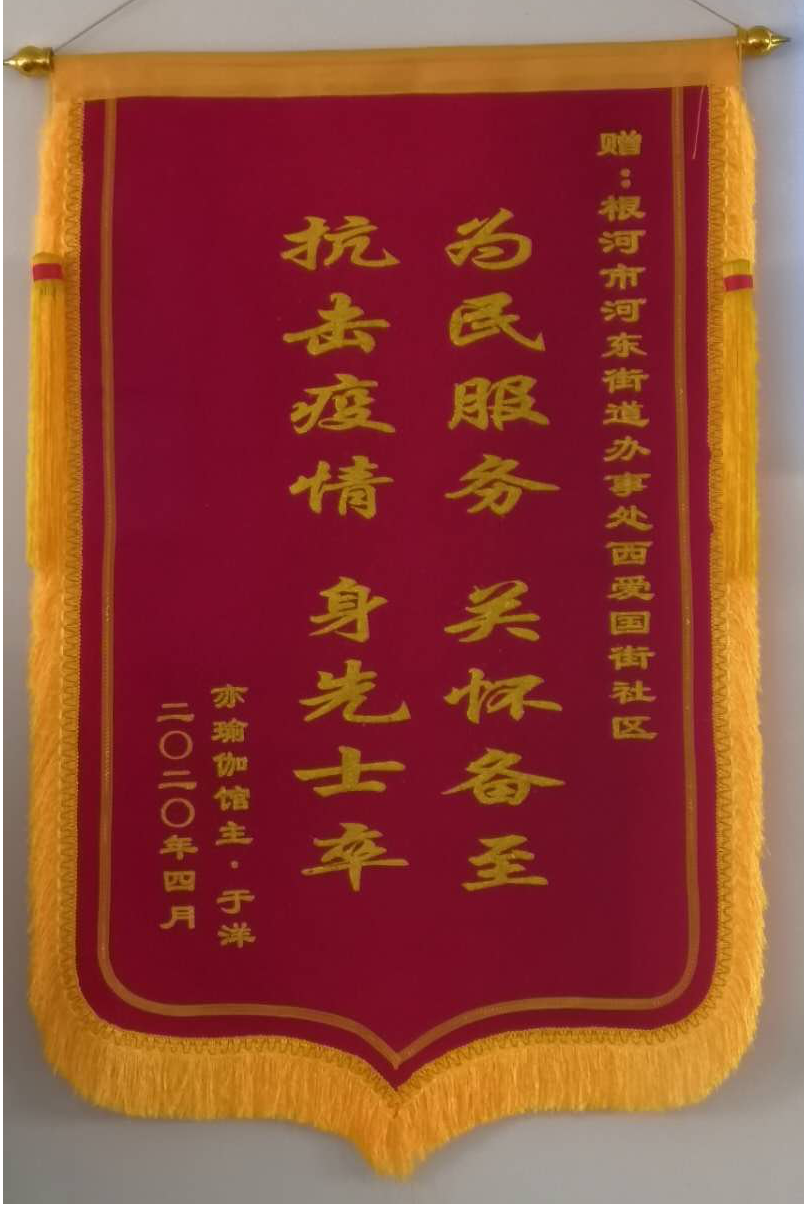 赠：根河市河东街道办事处西爱国街社区
为民服务 关怀备至
抗击疫情 身先士卒
亦瑜伽馆主·于洋
二〇二〇年四月